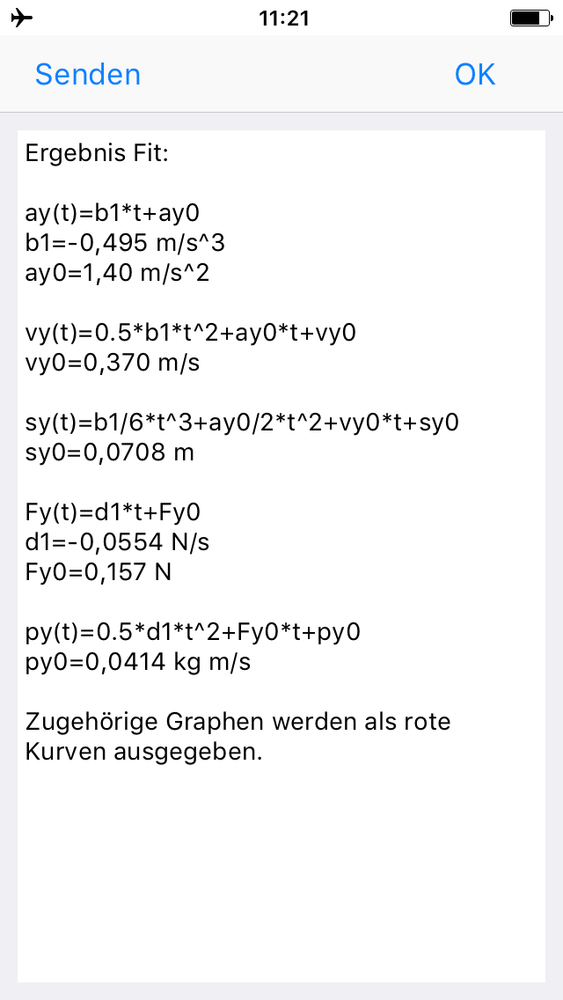 11:21
Senden OK
Ergebnis Fit:
ay(t)=b1*t+ay0
b1=-0,495 m/s^3
ay0=1,40 m/s^2
vy(t)=0.5*b1*t^2+ay0*t+vy0
vy0=0,370 m/s
sy(t)=b1/6*t^3+ay0/2*t^2+vy0*t+sy0
sy0=0,0708 m
Fy(t)=d1*t+Fy0
d1=-0,0554 N/s
Fy0=0,157 N
py(t)=0.5*d1*t^2+Fy0*t+py0
py0=0,0414 kg m/s
Zugehörige Graphen werden als rote
Kurven ausgegeben.